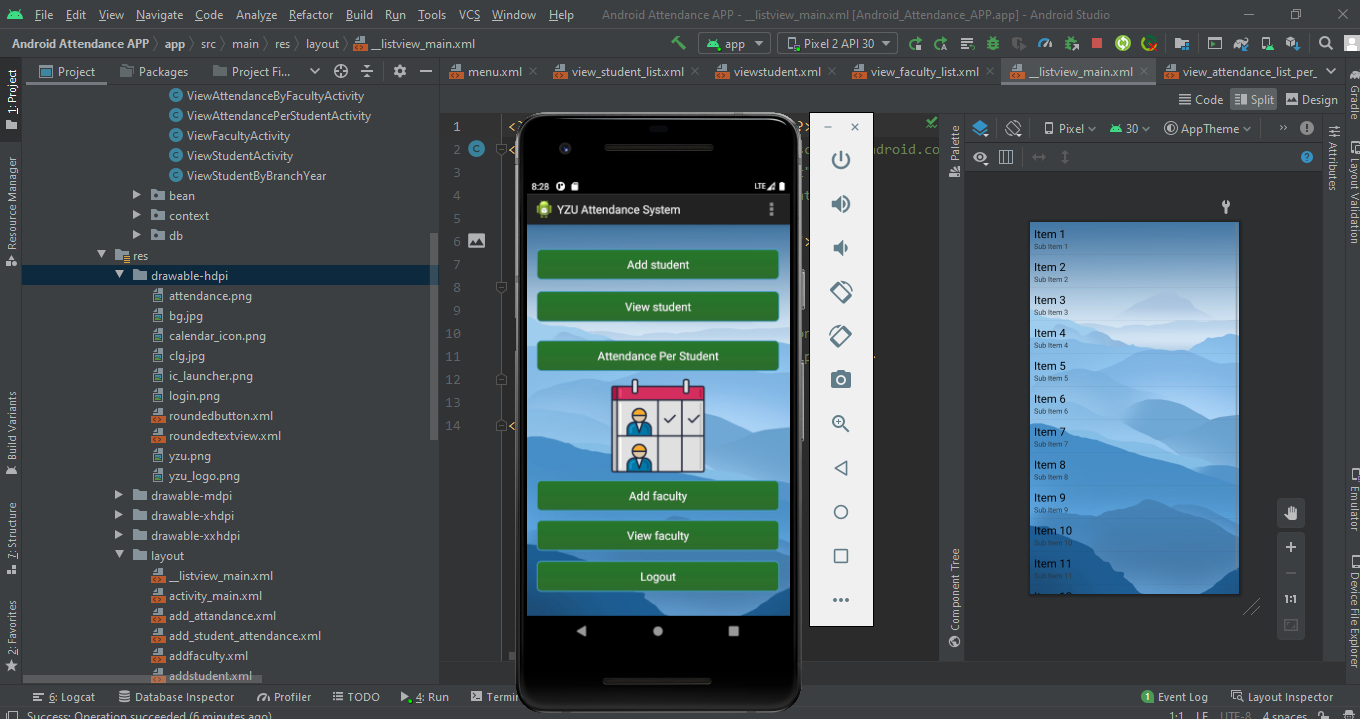 File Edit View Navigate Code Analyze Refactor Build Run Tools VCS Window Help Android Attendance APP - __listview_main.xml [Android_Attendance_APP.app] - Android Studio
Android Attendance APP app src main res layout __listview_main.xml app Pixel 2 API 30
1: Project
Resource Manager
Build Variants
7: Structure
2: Favorites
Project Packages Project Fi...
ViewAttendanceByFacultyActivity
ViewAttendancePerStudentActivity
ViewFacultyActivity
ViewStudentActivity
ViewStudentByBranchYear
bean
context
db
res
drawable-hdpi
attendance.png
bg.jpg
calendar_icon.png
clg.jpg
ic_launcher.png
login.png
roundedbutton.xml
roundedtextview.xml
yzu.png
yzu_logo.png
drawable-mdpi
drawable-xhdpi
drawable-xxhdpi
layout
__listview_main.xml
activity_main.xml
add_attandance.xml
add_student_attendance.xml
addfaculty.xml
addstudent.xml
menu.xml view_student_list.xml viewstudent.xml view_faculty_list.xml __listview_main.xml view_attendance_list_per_
Code Split Design
1
2
3
4
5
6
7
8
9
10
11
12
13
14
8:28 LTE
YZU Attendance System
Add student
View student
Attendance Per Student
Add faculty
View faculty
Logout
Palette
Component Tree
Pixel 30 AppTheme
Item 1
Sub Item 1
Item 2
Sub Item 2
Item 3
Sub Item 3
Item 4
Sub Item 4
Item 5
Sub Item 5
Item 6
Sub Item 6
Item 7
Sub Item 7
Item 8
Sub Item 8
Item 9
Sub Item 9
Item 10
Sub Item 10
Item 11
Sub Item 11
1:1
Gradle
Attributes
Layout Validation
Emulator
Device File Explorer
6: Logcat Database Inspector Profiler TODO 4: Run Termin 1 Event Log Layout Inspector
Success: Operation succeeded (6 minutes ago) 1:1 LF UTF-8 4 spaces